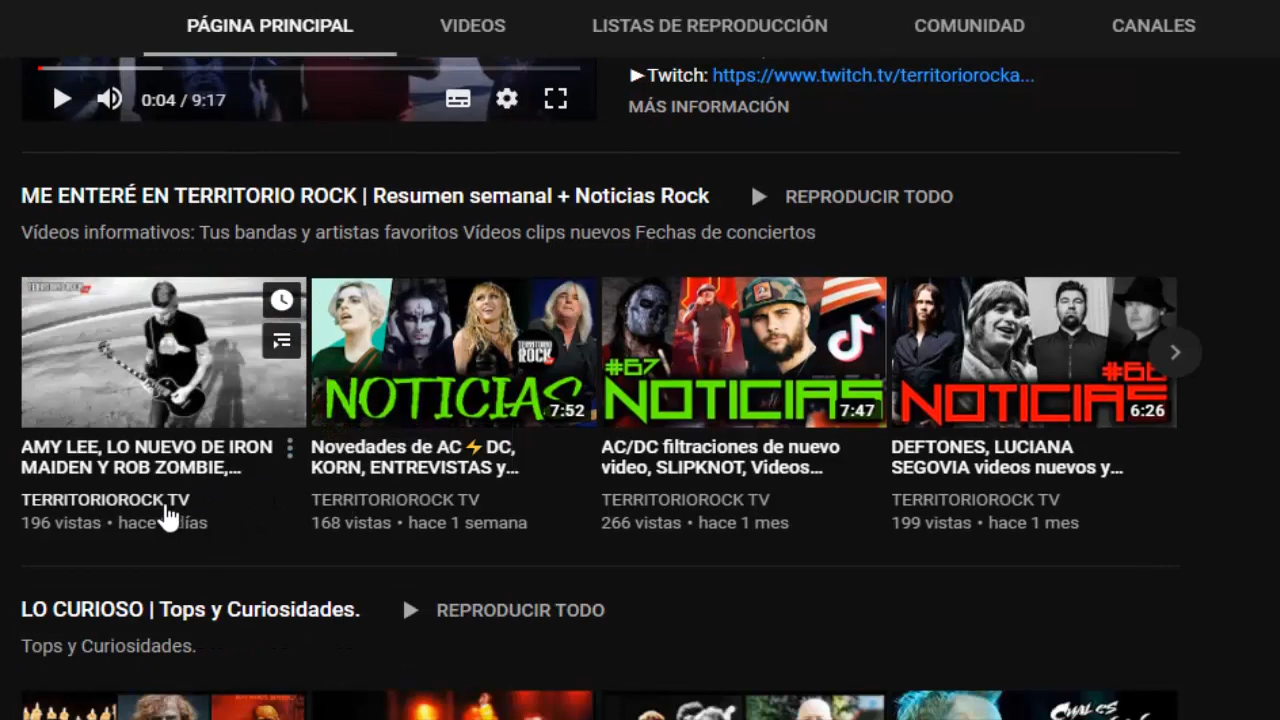 PÁGINA PRINCIPAL VIDEOS LISTAS DE REPRODUCCIÓN COMUNIDAD CANALES
►Twitch: https://www.twitch.tv/territoriorocka...
0:04 / 9:17
MÁS INFORMACIÓN
ME ENTERÉ EN TERRITORIO ROCK | Resumen semanal + Noticias Rock REPRODUCIR TODO
Vídeos informativos: Tus bandas y artistas favoritos Vídeos clips nuevos Fechas de conciertos
TERRITORIO ROCK
NOTICIAS
7:52
#67
NOTICIAS
7:47
NOTICIAS
6:26
AMY LEE, LO NUEVO DE IRON
MAIDEN Y ROB ZOMBIE,...
TERRITORIOROCK TV
196 vistas • hace días
Novedades de AC⚡DC,
KORN, ENTREVISTAS y...
TERRITORIOROCK TV
168 vistas • hace 1 semana
AC/DC filtraciones de nuevo
video, SLIPKNOT, Videos...
TERRITORIOROCK TV
266 vistas • hace 1 mes
DEFTONES, LUCIANA
SEGOVIA videos nuevos y...
TERRITORIOROCK TV
199 vistas • hace 1 mes
LO CURIOSO | Tops y Curiosidades. REPRODUCIR TODO
Tops y Curiosidades.